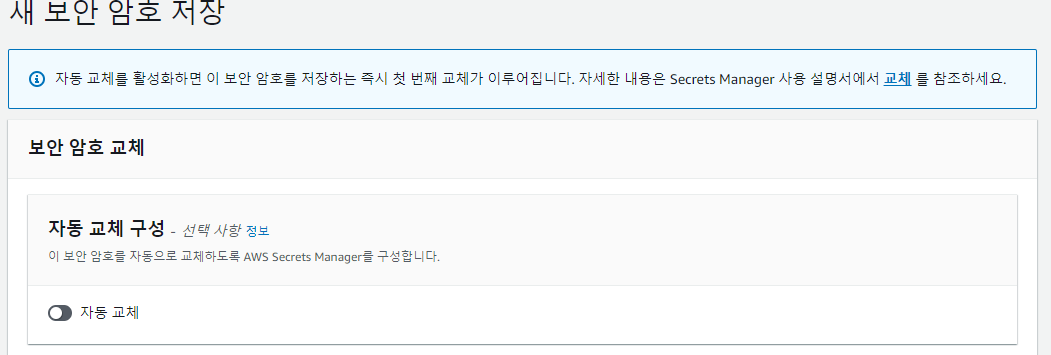 새 보안 암호 저장
자동 교체를 활성화하면 이 보안 암호를 저장하는 즉시 첫 번째 교체가 이루어집니다. 자세한 내용은 Secrets Manager 사용 설명서에서 교체 를 참조하세요.
보안 암호 교체
자동 교체 구성 - 선택 사항 정보
이 보안 암호를 자동으로 교체하도록 AWS Secrets Manager를 구성합니다.
자동 교체